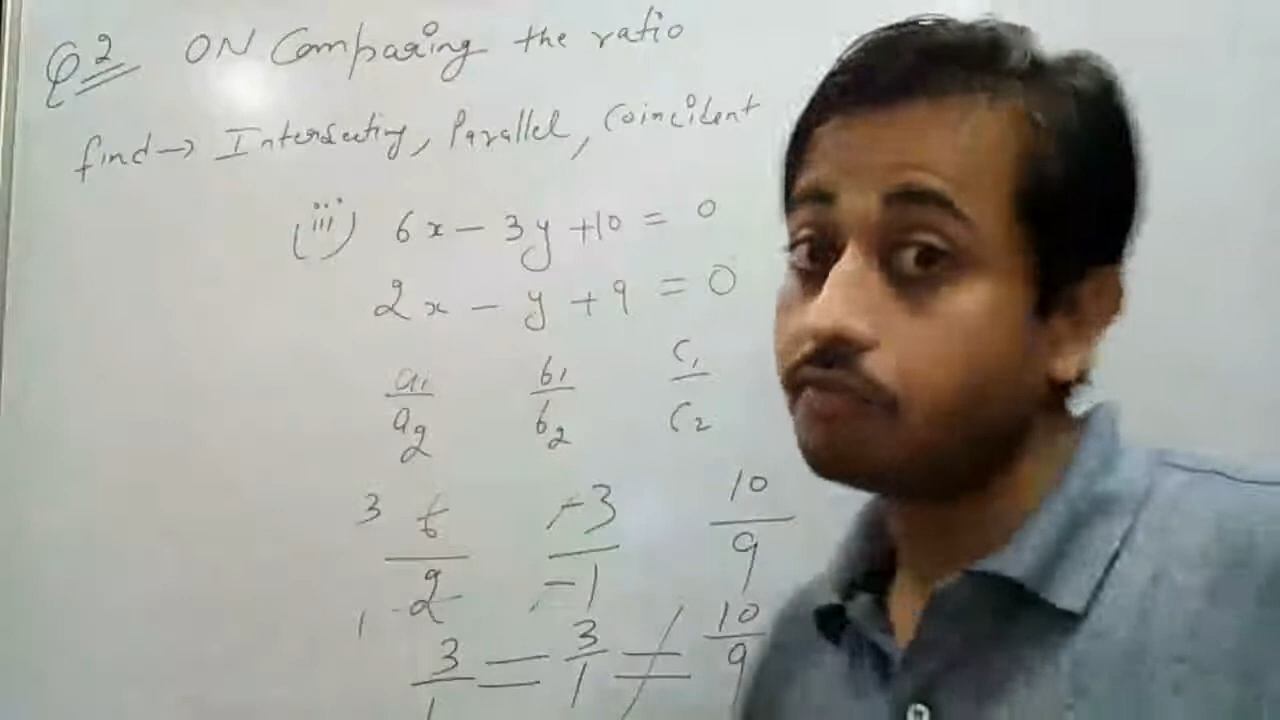 Q2 ON Comparing the ratio
find → Intersecting, Parallel, Coincident
(iii) 6x - 3y + 10 = 0
2x - y + 9 = 0
a1/a2 b1/b2 c1/c2
3 6/2 1 -3/-1 10/9
3/1 = 3/1 ≠ 10/9